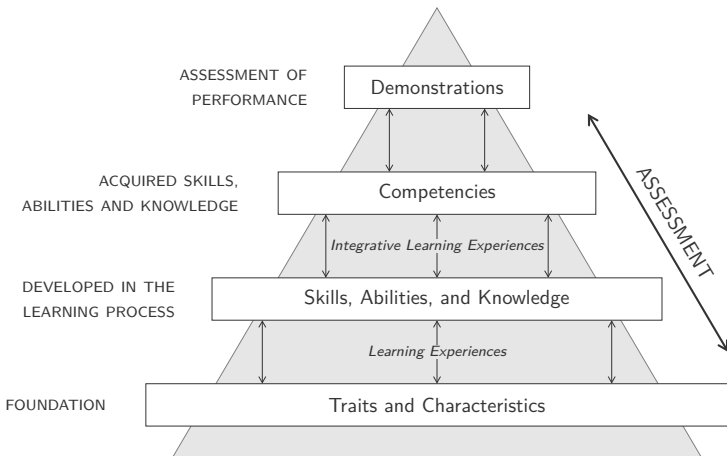 ASSESSMENT OF
PERFORMANCE
Demonstrations
ACQUIRED SKILLS,
ABILITIES AND KNOWLEDGE
Competencies
ASSESSMENT
Integrative Learning Experiences
DEVELOPED IN THE
LEARNING PROCESS
Skills, Abilities, and Knowledge
Learning Experiences
FOUNDATION
Traits and Characteristics